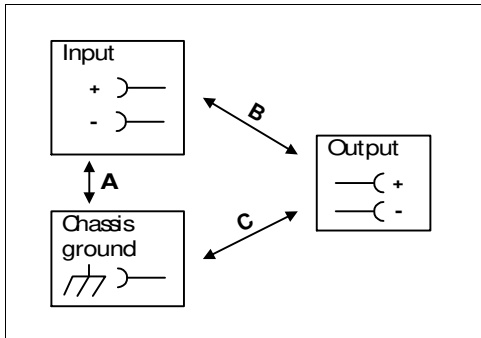 Input
+
-
B
A
Output
+
-
Chassis
ground
C